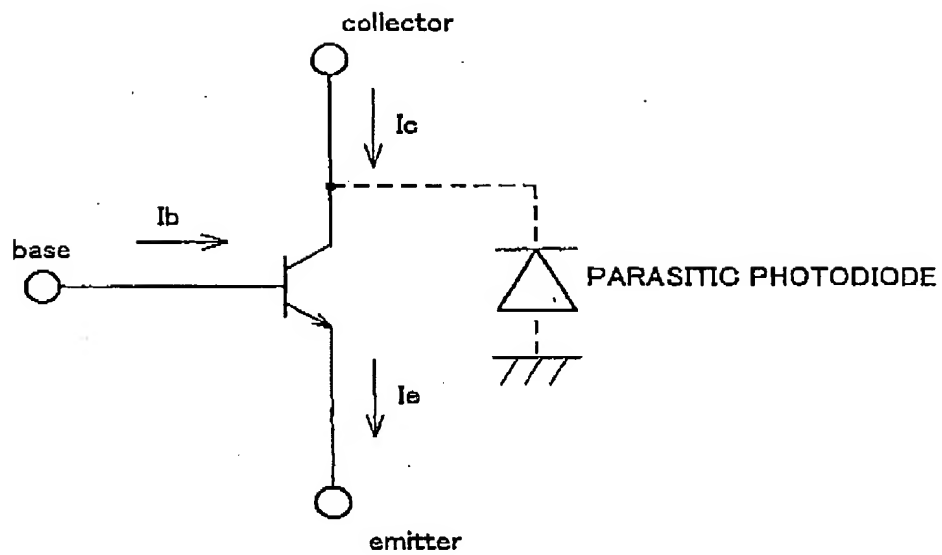 collector
Ic
Ib
base
PARASITIC PHOTODIODE
Ie
emitter